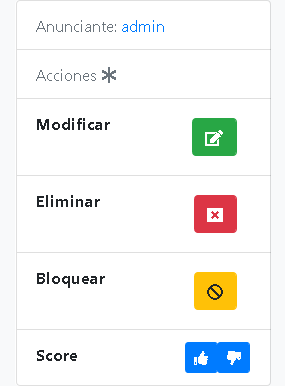 Anunciante: admin
Acciones
Modificar
Eliminar
Bloquear
Score